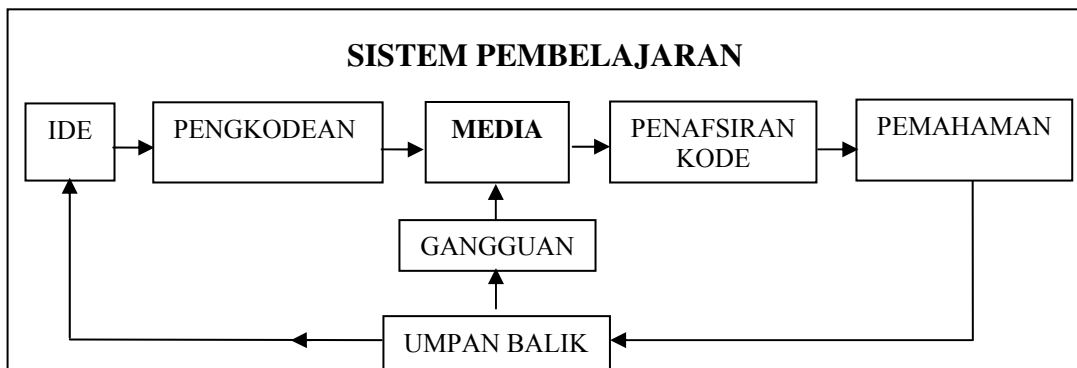 SISTEM PEMBELAJARAN
IDE
PENGKODEAN
MEDIA
PENAFSIRAN
KODE
PEMAHAMAN
GANGGUAN
UMPAN BALIK